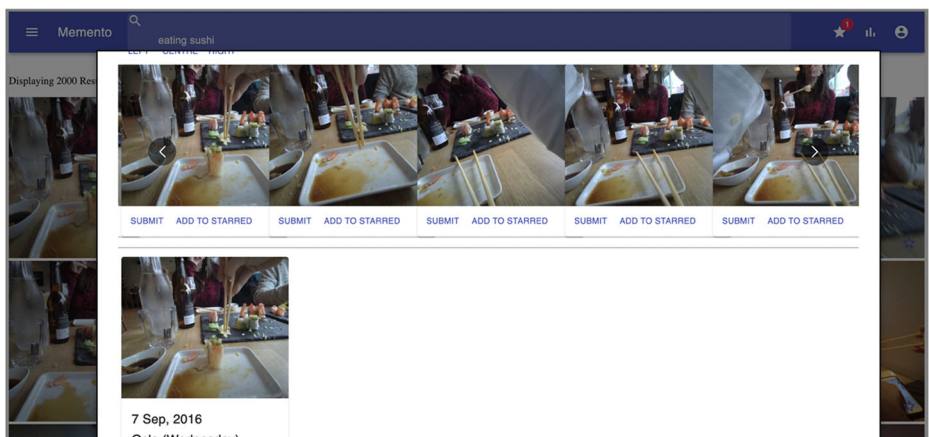 Memento
eating sushi
1
LEFT CENTRE RIGHT
Displaying 2000 Res
SUBMIT ADD TO STARRED SUBMIT ADD TO STARRED SUBMIT ADD TO STARRED SUBMIT ADD TO STARRED SUBMIT ADD TO STARRED
7 Sep, 2016
(Wednesday)